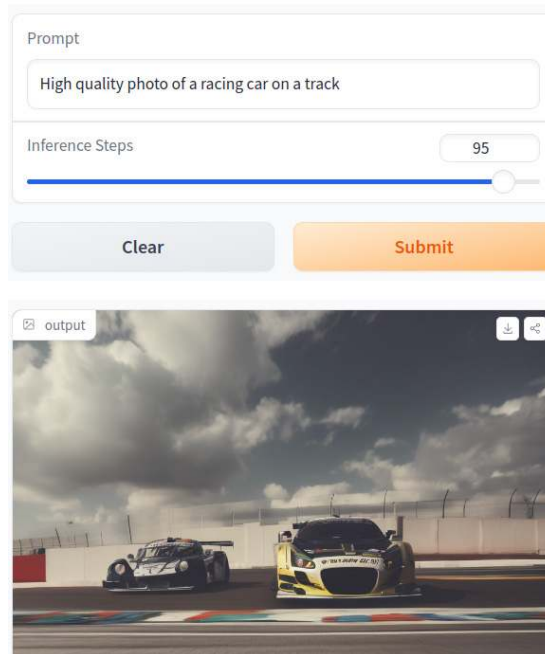 Prompt
High quality photo of a racing car on a track
Inference Steps
95
Clear
Submit
output